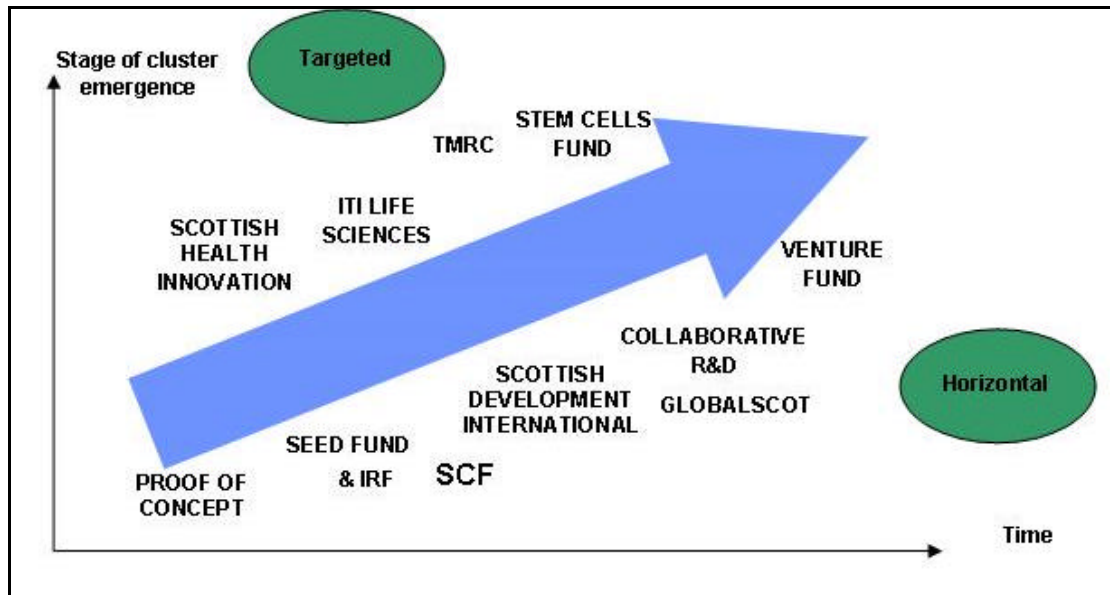 Stage of cluster
emergence
Targeted
TMRC
STEM CELLS
FUND
ITI LIFE
SCIENCES
SCOTTISH
HEALTH
INNOVATION
VENTURE
FUND
COLLABORATIVE
R&D
SCOTTISH
DEVELOPMENT
INTERNATIONAL
GLOBALSCOT
Horizontal
SEED FUND
& IRF
SCF
PROOF OF
CONCEPT
Time